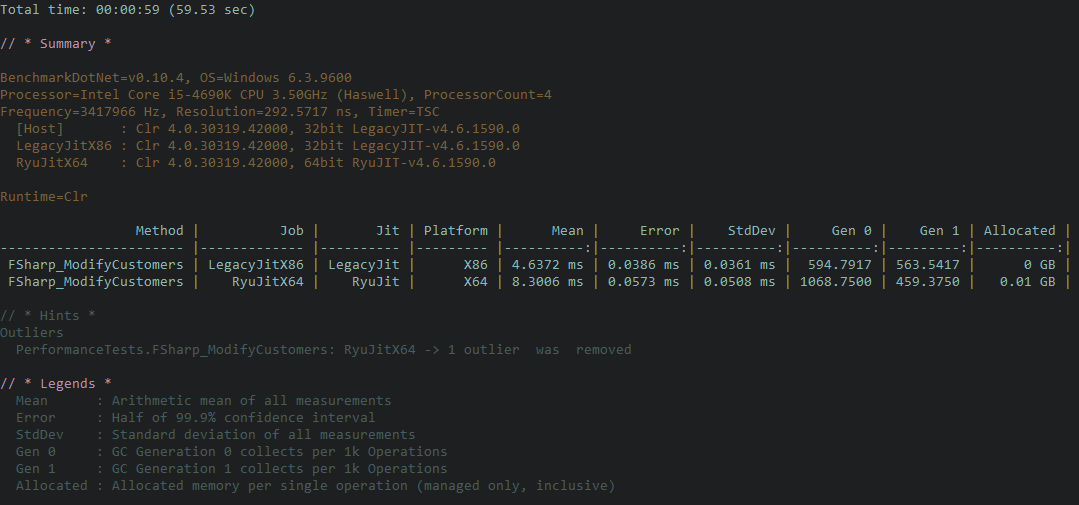 Total time: 00:00:59 (59.53 sec)
// * Summary *
BenchmarkDotNet=v0.10.4, OS=Windows 6.3.9600
Processor=Intel Core i5-4690K CPU 3.50GHz (Haswell), ProcessorCount=4
Frequency=3417966 Hz, Resolution=292.5717 ns, Timer=TSC
  [Host]       : Clr 4.0.30319.42000, 32bit LegacyJIT-v4.6.1590.0
  LegacyJitX86 : Clr 4.0.30319.42000, 32bit LegacyJIT-v4.6.1590.0
  RyuJitX64    : Clr 4.0.30319.42000, 64bit RyuJIT-v4.6.1590.0
Runtime=Clr
                Method |          Job |       Jit | Platform |      Mean |     Error |    StdDev |     Gen 0 |    Gen 1 | Allocated |
---------------------- |------------- |---------- |--------- |----------:|----------:|----------:|----------:|---------:|----------:|
 FSharp_ModifyCustomers | LegacyJitX86 | LegacyJit |      X86 | 4.6372 ms | 0.0386 ms | 0.0361 ms |  594.7917 | 563.5417 |      0 GB |
 FSharp_ModifyCustomers |    RyuJitX64 |    RyuJit |      X64 | 8.3006 ms | 0.0573 ms | 0.0508 ms | 1068.7500 | 459.3750 |   0.01 GB |
// * Hints *
Outliers
  PerformanceTests.FSharp_ModifyCustomers: RyuJitX64 -> 1 outlier  was  removed
// * Legends *
  Mean      : Arithmetic mean of all measurements
  Error     : Half of 99.9% confidence interval
  StdDev    : Standard deviation of all measurements
  Gen 0     : GC Generation 0 collects per 1k Operations
  Gen 1     : GC Generation 1 collects per 1k Operations
  Allocated : Allocated memory per single operation (managed only, inclusive)